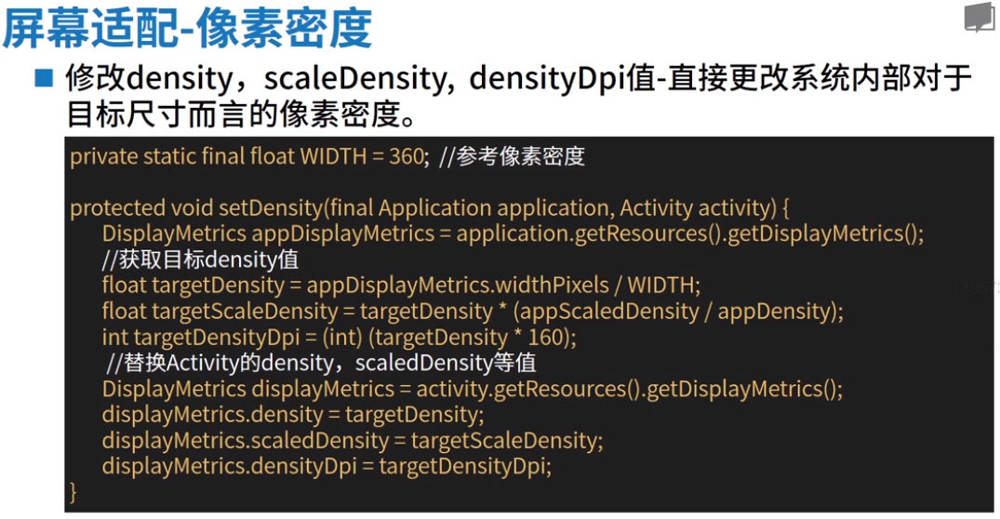 屏幕适配-像素密度
修改density，scaleDensity, densityDpi值-直接更改系统内部对于
目标尺寸而言的像素密度。
private static final float WIDTH = 360; //参考像素密度
protected void setDensity(final Application application, Activity activity) {
DisplayMetrics appDisplayMetrics = application.getResources().getDisplayMetrics();
//获取目标density值
float targetDensity = appDisplayMetrics.widthPixels / WIDTH;
float targetScaleDensity = targetDensity * (appScaledDensity / appDensity);
int targetDensityDpi = (int) (targetDensity * 160);
//替换Activity的density，scaledDensity等值
DisplayMetrics displayMetrics = activity.getResources().getDisplayMetrics();
displayMetrics.density = targetDensity;
displayMetrics.scaledDensity = targetScaleDensity;
displayMetrics.densityDpi = targetDensityDpi;
}